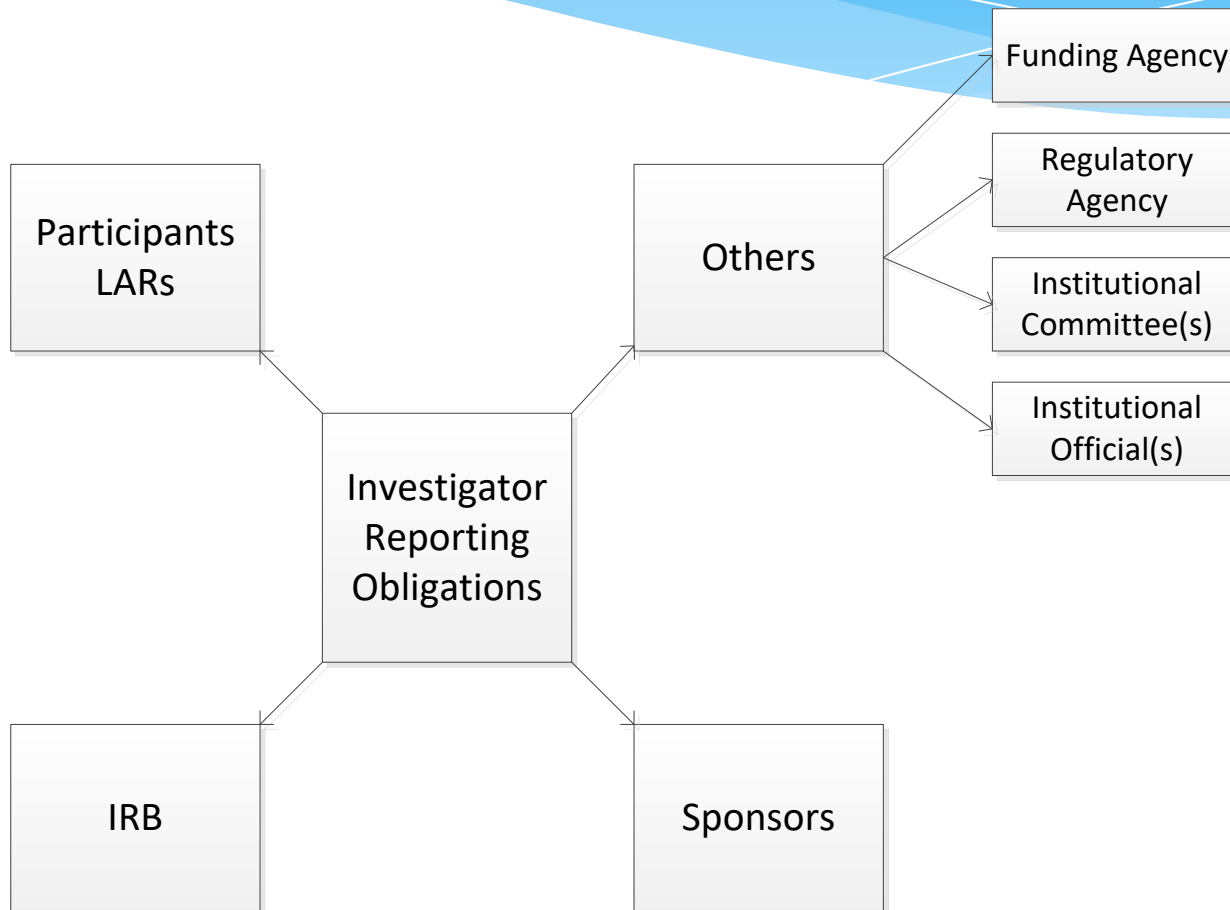 Funding Agency
Regulatory
Agency
Participants
LARs
Others
Institutional
Committee(s)
Institutional
Official(s)
Investigator
Reporting
Obligations
IRB
Sponsors